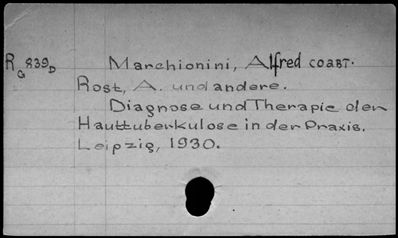 R G 839 D
Marchionini, Alfred COABT.
Rost, A. und andere.
Diagnose und Therapie der
Hauttuberkulose in der Praxis.
Leipzig, 1930.